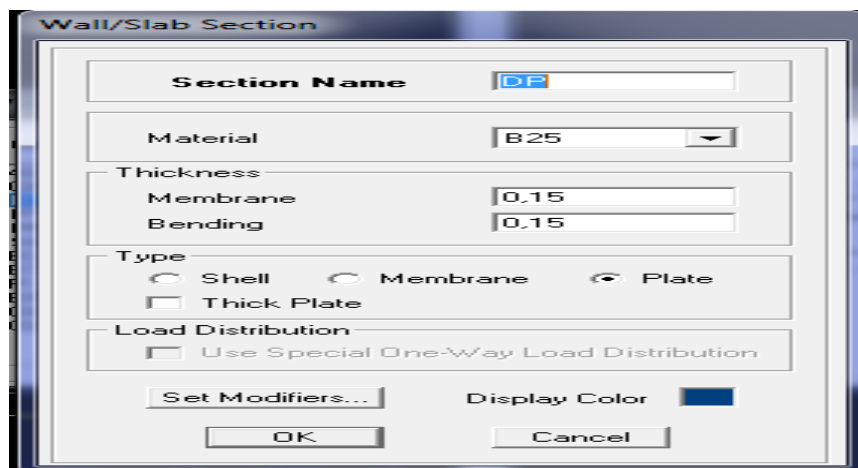 Wall/Slab Section
Section Name DP
Material B25
Thickness
Membrane 0,15
Bending 0,15
Type
Shell Membrane Plate
Thick Plate
Load Distribution
Use Special One-Way Load Distribution
Set Modifiers... Display Color
OK Cancel